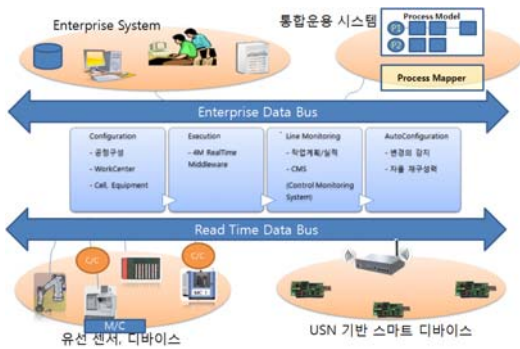 Enterprise System
통합운용 시스템
Process Model
P1
P2
Process Mapper
Enterprise Data Bus
Configuration
- 공정구성
- WorkCenter
- Cell, Equipment
Execution
- 4M RealTime
Middleware
Line Monitoring
- 작업계획/실적
- CMS
(Control Monitoring
System)
AutoConfiguration
- 변경의 감지
- 자율 재구성력
Read Time Data Bus
C/C
C/C
MC 1
M/C
유선 센서, 디바이스
USN 기반 스마트 디바이스